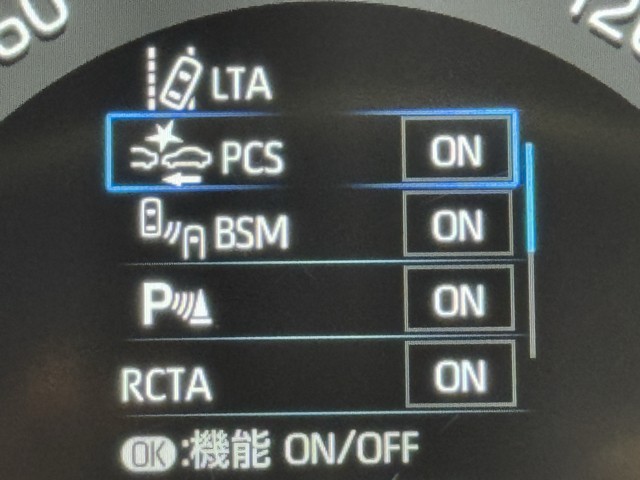 LTA
PCS ON
BSM ON
P ON
RCTA ON
OK:機能 ON/OFF